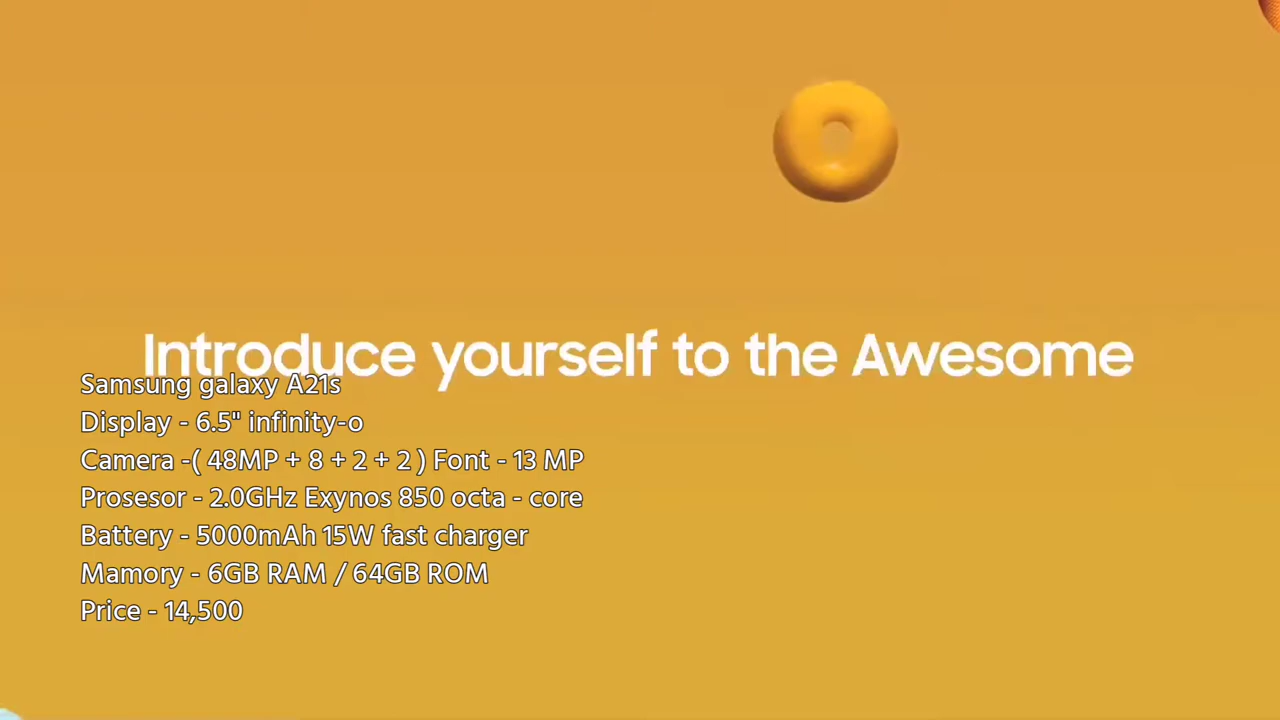 Introduce yourself to the Awesome
Samsung galaxy A21s
Display - 6.5" infinity-o
Camera -( 48MP + 8 + 2 + 2 ) Font - 13 MP
Prosesor - 2.0GHz Exynos 850 octa - core
Battery - 5000mAh 15W fast charger
Mamory - 6GB RAM / 64GB ROM
Price - 14,500